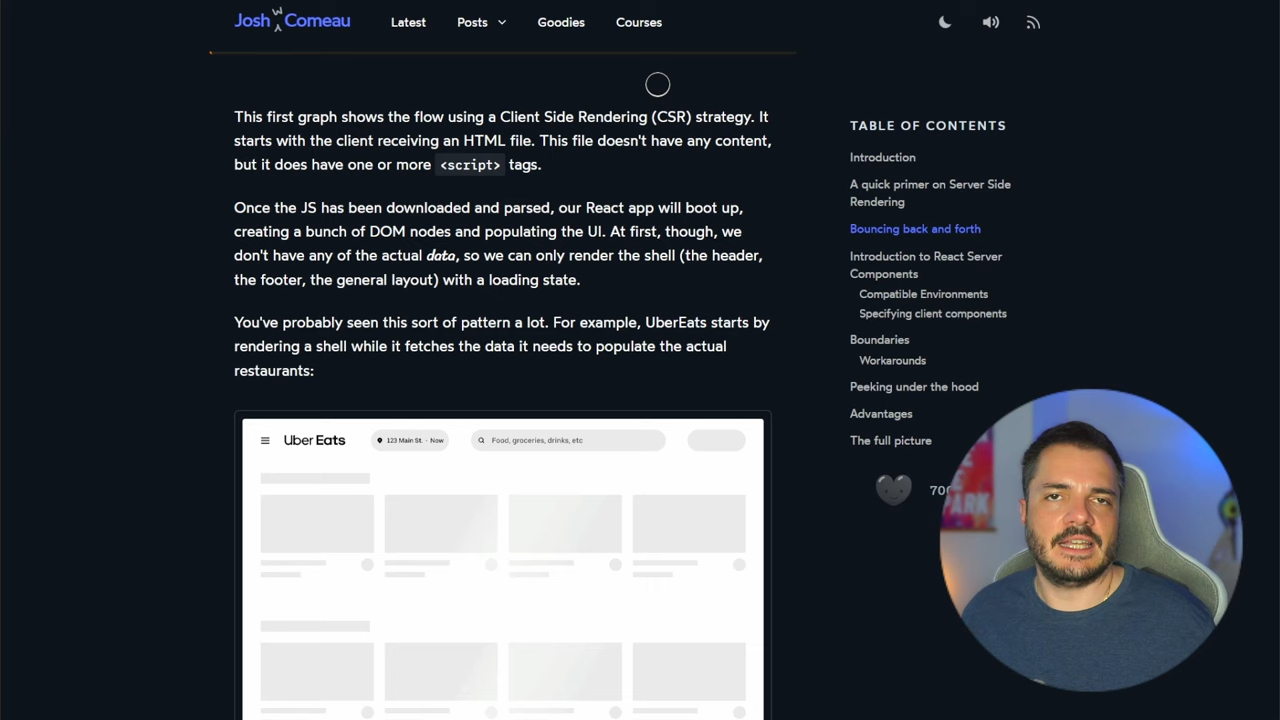 Josh W Comeau
Latest
Posts
Goodies
Courses
This first graph shows the flow using a Client Side Rendering (CSR) strategy. It
starts with the client receiving an HTML file. This file doesn't have any content,
but it does have one or more <script> tags.
Once the JS has been downloaded and parsed, our React app will boot up,
creating a bunch of DOM nodes and populating the UI. At first, though, we
don't have any of the actual data, so we can only render the shell (the header,
the footer, the general layout) with a loading state.
You've probably seen this sort of pattern a lot. For example, UberEats starts by
rendering a shell while it fetches the data it needs to populate the actual
restaurants:
Uber Eats
123 Main St. · Now
Food, groceries, drinks, etc
TABLE OF CONTENTS
Introduction
A quick primer on Server Side
Rendering
Bouncing back and forth
Introduction to React Server
Components
Compatible Environments
Specifying client components
Boundaries
Workarounds
Peeking under the hood
Advantages
The full picture
PARK